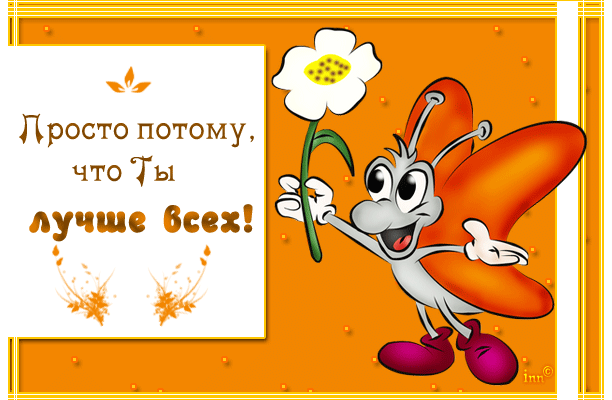 Просто потому,
что Ты
лучше всех!
inn©